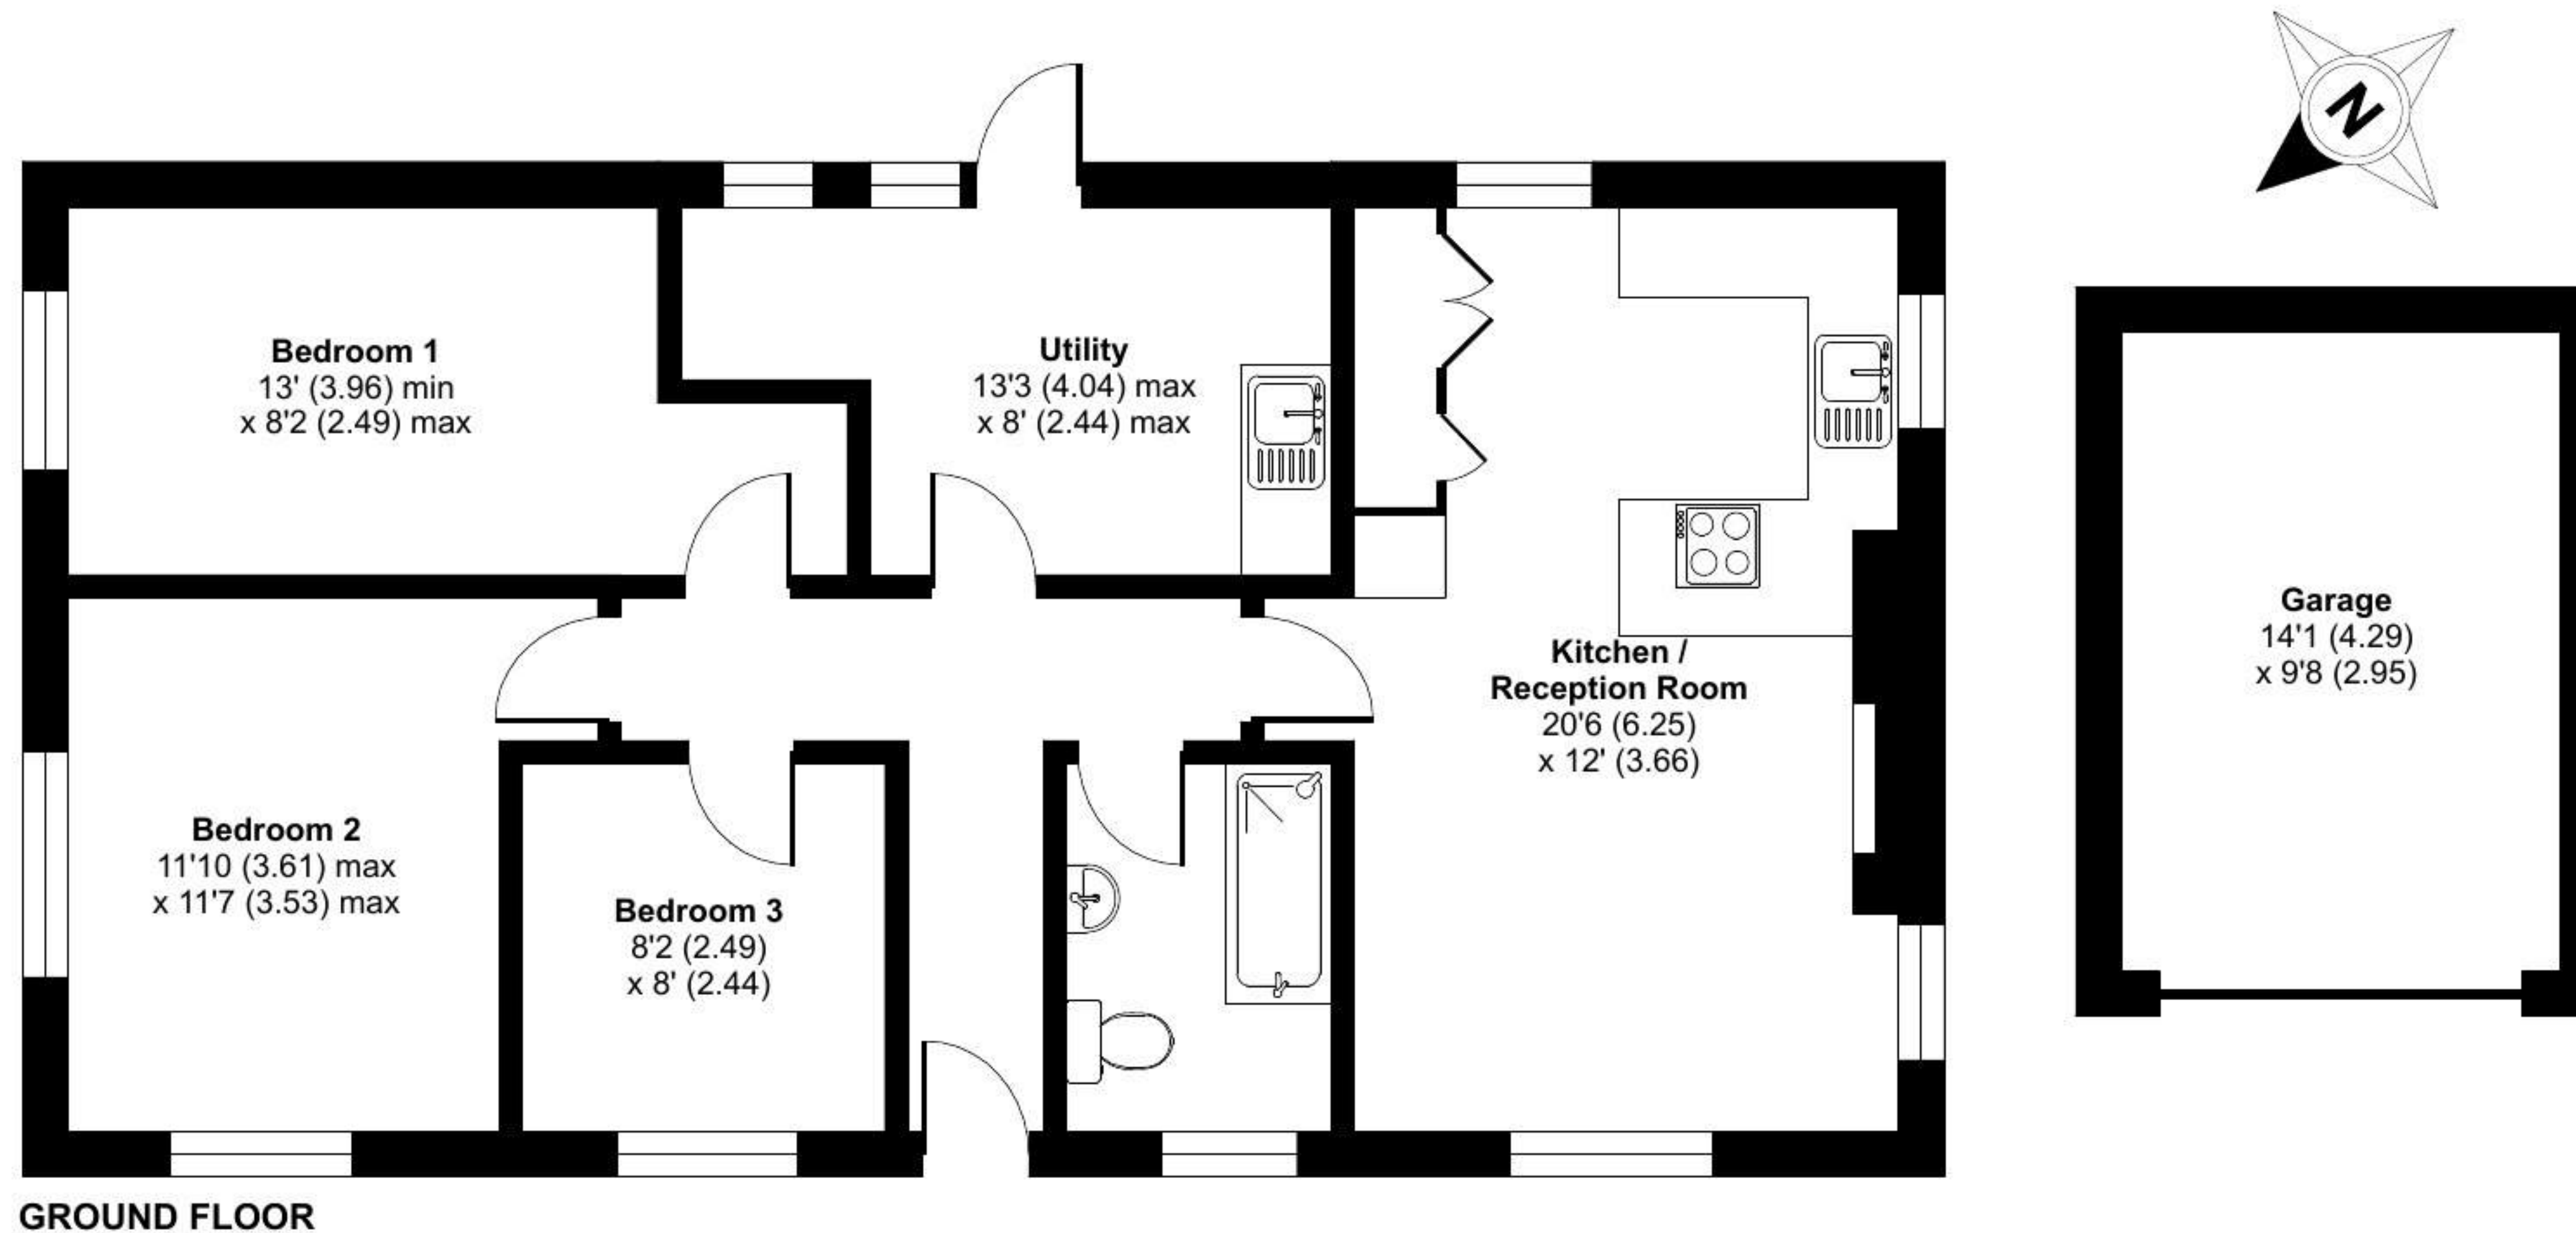 N
Bedroom 1
13' (3.96) min
x 8'2 (2.49) max
Utility
13'3 (4.04) max
x 8' (2.44) max
Kitchen /
Reception Room
20'6 (6.25)
x 12' (3.66)
Garage
14'1 (4.29)
x 9'8 (2.95)
Bedroom 2
11'10 (3.61) max
x 11'7 (3.53) max
Bedroom 3
8'2 (2.49)
x 8' (2.44)
GROUND FLOOR